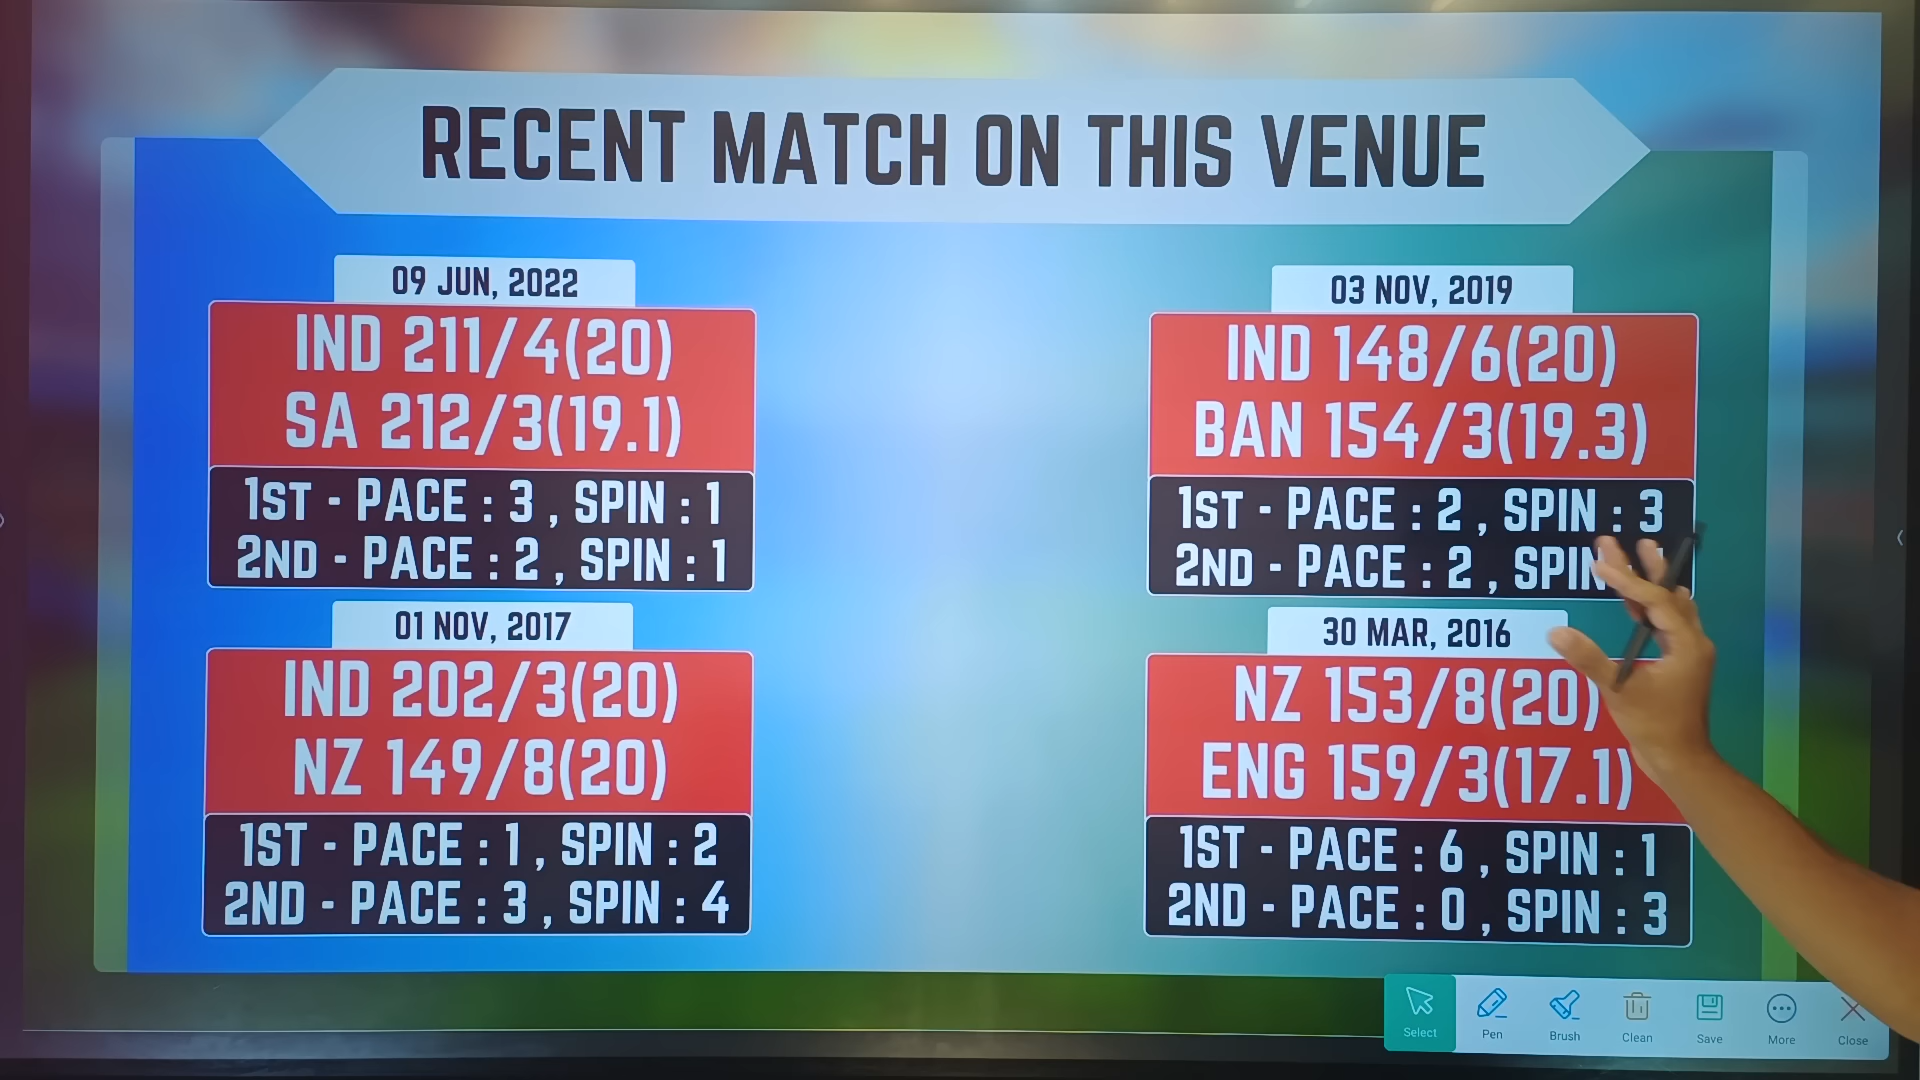 RECENT MATCH ON THIS VENUE
09 JUN, 2022
IND 211/4(20)
SA 212/3(19.1)
1ST - PACE : 3 , SPIN : 1
2ND - PACE : 2 , SPIN : 1
03 NOV, 2019
IND 148/6(20)
BAN 154/3(19.3)
1ST - PACE : 2 , SPIN : 3
2ND - PACE : 2 , SPIN
01 NOV, 2017
IND 202/3(20)
NZ 149/8(20)
1ST - PACE : 1 , SPIN : 2
2ND - PACE : 3 , SPIN : 4
30 MAR, 2016
NZ 153/8(20)
ENG 159/3(17.1)
1ST - PACE : 6 , SPIN : 1
2ND - PACE : 0 , SPIN : 3
Select Pen Brush Clean Save More Close